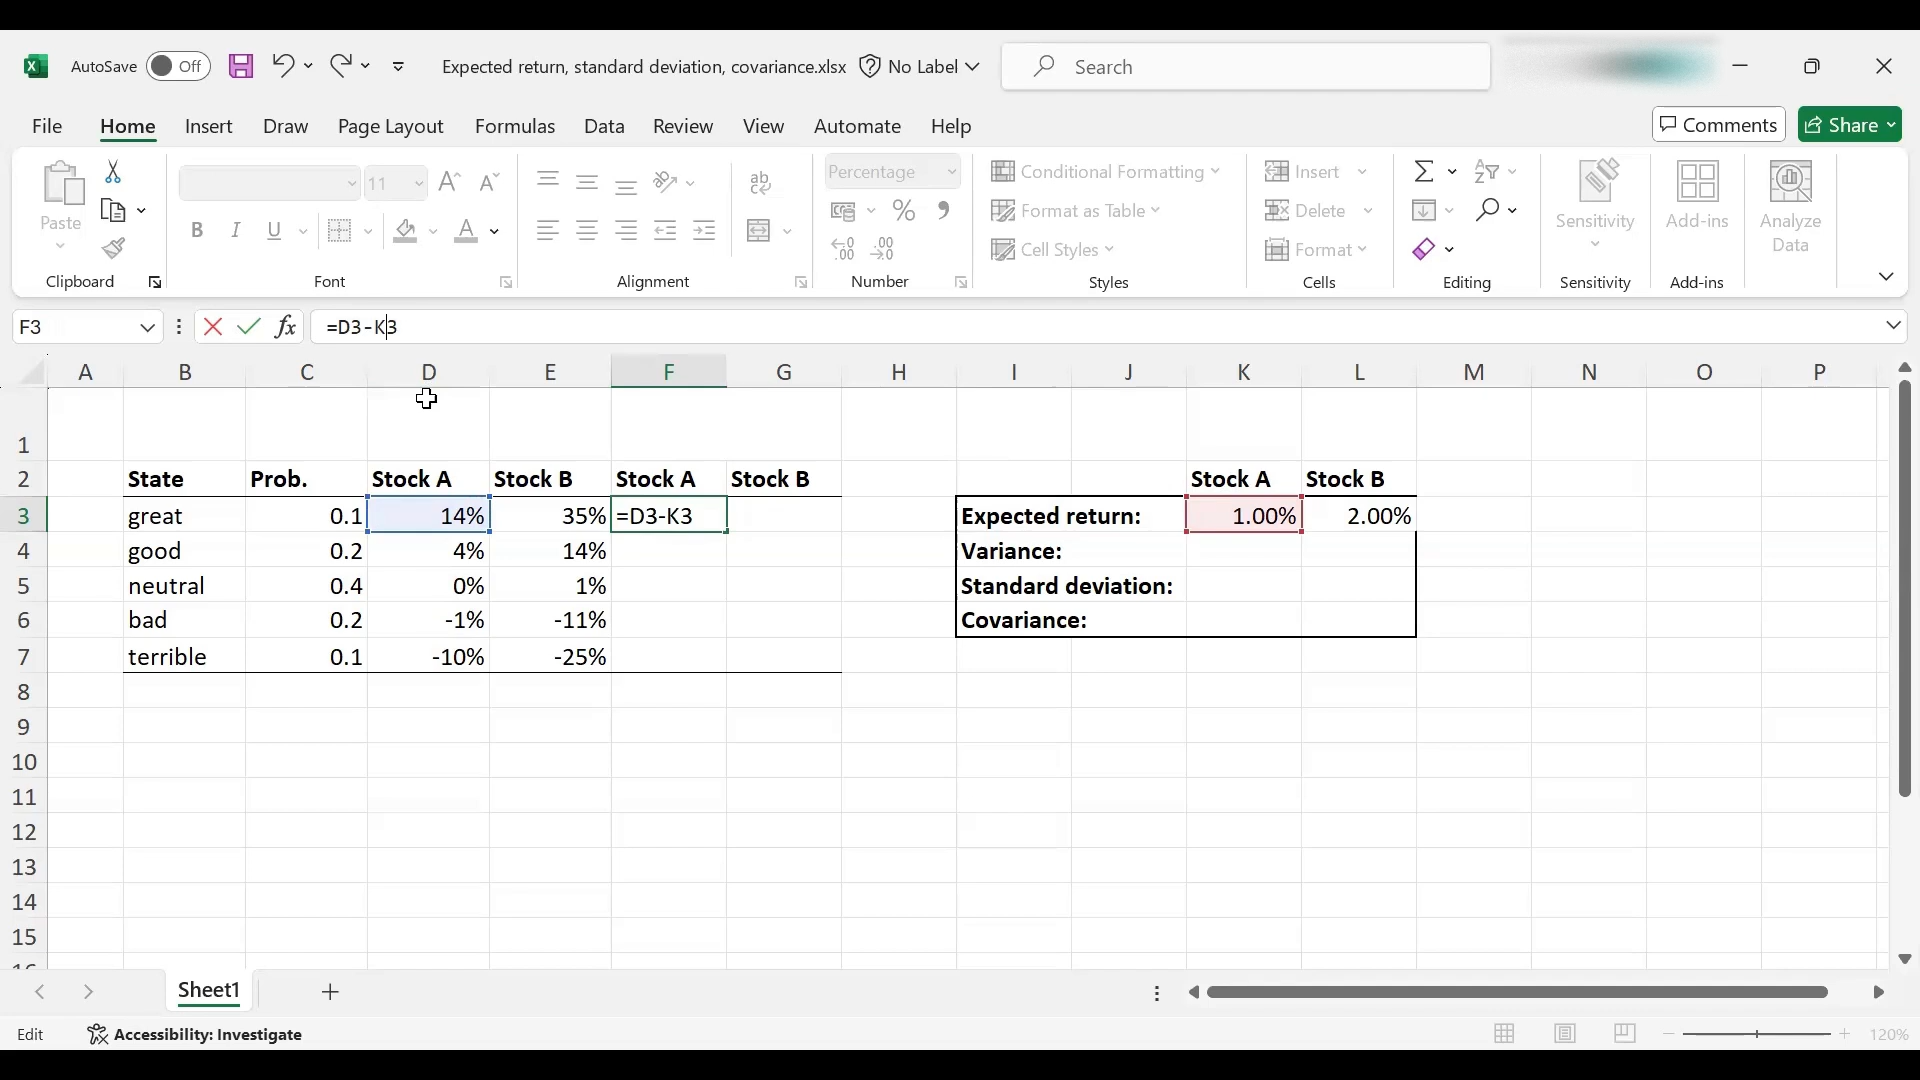 AutoSave Off Expected return, standard deviation, covariance.xlsx No Label Search
File Home Insert Draw Page Layout Formulas Data Review View Automate Help Comments Share
Paste
Clipboard
11
B I U A
Font
ab
Alignment
Percentage
% 9
Number
Conditional Formatting
Format as Table
Cell Styles
Styles
Insert
Delete
Format
Cells
Editing
Sensitivity
Sensitivity
Add-ins
Add-ins
Analyze
Data
F3 fx =D3-K3
A B C D E F G H I J K L M N O P
1
2 State Prob. Stock A Stock B Stock A Stock B Stock A Stock B
3 great 0.1 14% 35% =D3-K3 Expected return: 1.00% 2.00%
4 good 0.2 4% 14% Variance:
5 neutral 0.4 0% 1% Standard deviation:
6 bad 0.2 -1% -11% Covariance:
7 terrible 0.1 -10% -25%
8
9
10
11
12
13
14
15
16
Sheet1
Edit Accessibility: Investigate 120%